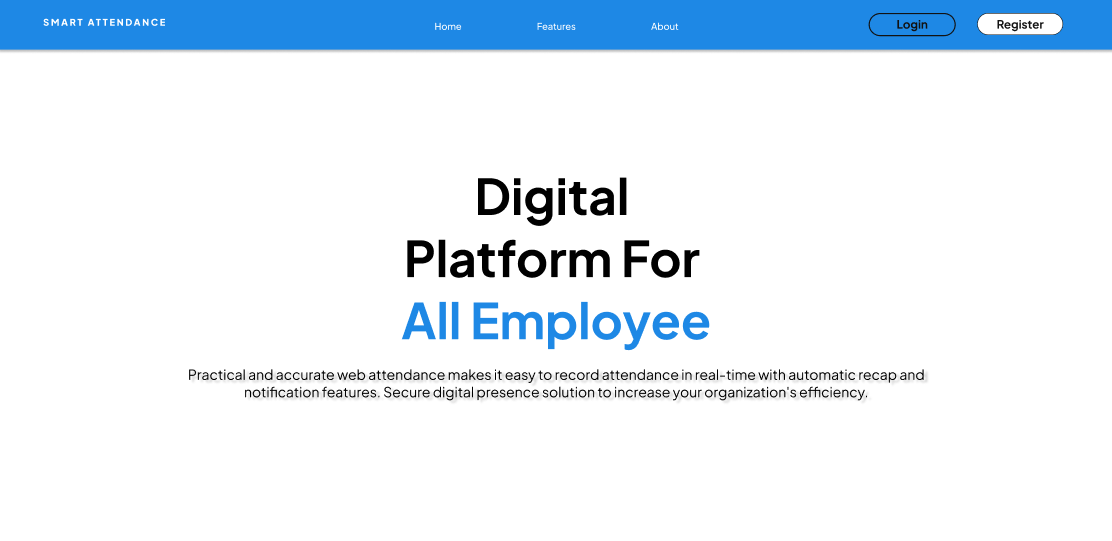 SMART ATTENDANCE
Home
Features
About
Login
Register
Digital
Platform For
All Employee
Practical and accurate web attendance makes it easy to record attendance in real-time with automatic recap and
notification features. Secure digital presence solution to increase your organization's efficiency.